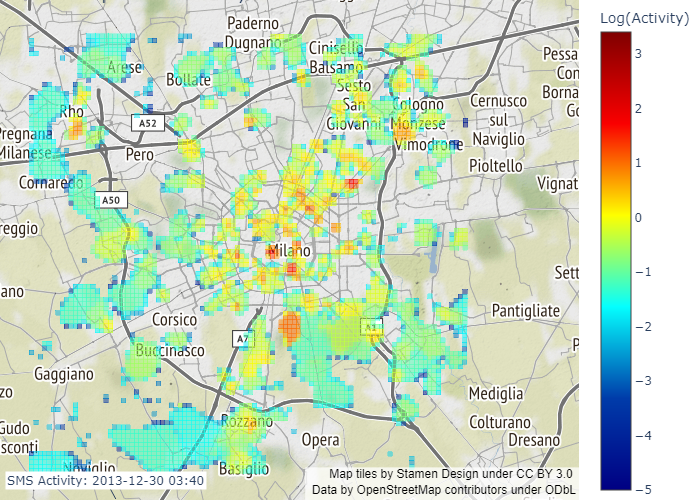 Log(Activity)
3
2
1
0
−1
−2
−3
−4
−5
Paderno
Dugnano
Cinisello
Balsamo
Arese
Bollate
Sesto
San
Giovanni
Cologno
Monzese
Cernusco
sul
Naviglio
Pessa
Con
Borna
Go
Rho
A52
Pregnana
Milanese
Pero
Vimodrone
Pioltello
Cornaredo
Vignat
A50
reggio
Milano
Sett
ano
Pantigliate
Corsico
A7
A1
P
Buccinasco
Gaggiano
zo
Mediglia
Gudo
sconti
Rozzano
Colturano
Dresano
Opera
Noviglio
Basiglio
SMS Activity: 2013-12-30 03:40
Map tiles by Stamen Design under CC BY 3.0
Data by OpenStreetMap contributors under ODbL